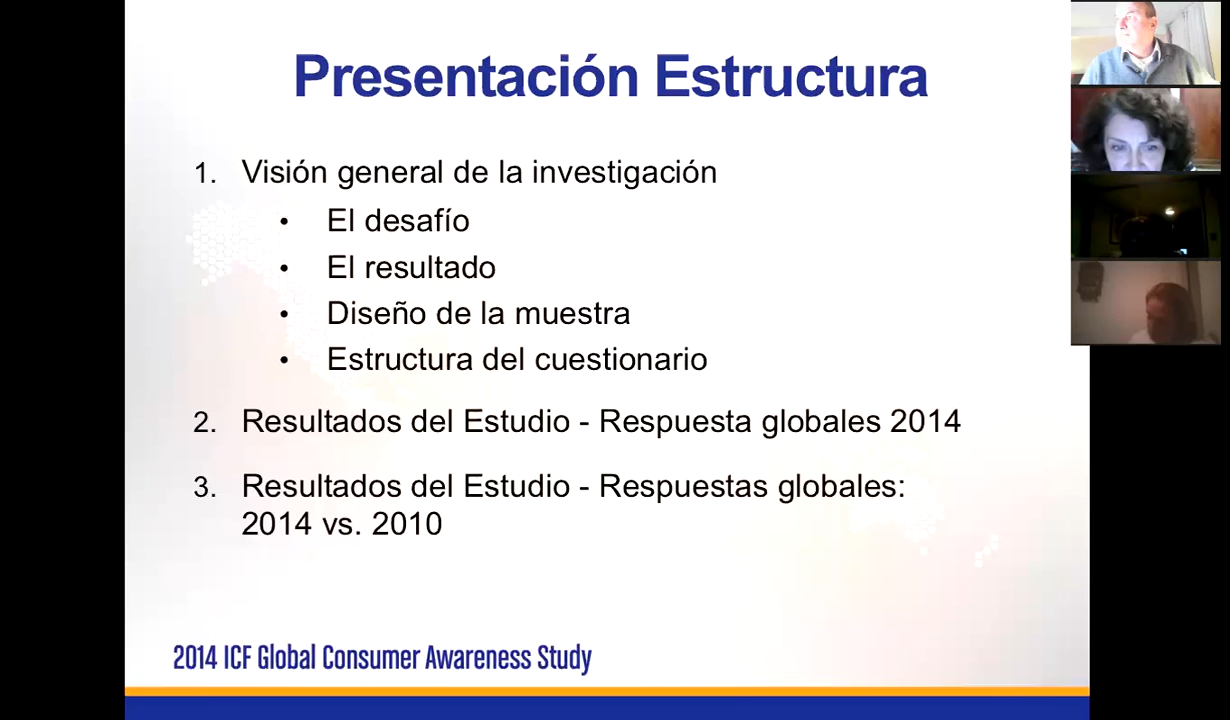 Presentación Estructura
1. Visión general de la investigación
• El desafío
• El resultado
• Diseño de la muestra
• Estructura del cuestionario
2. Resultados del Estudio - Respuesta globales 2014
3. Resultados del Estudio - Respuestas globales:
2014 vs. 2010
2014 ICF Global Consumer Awareness Study